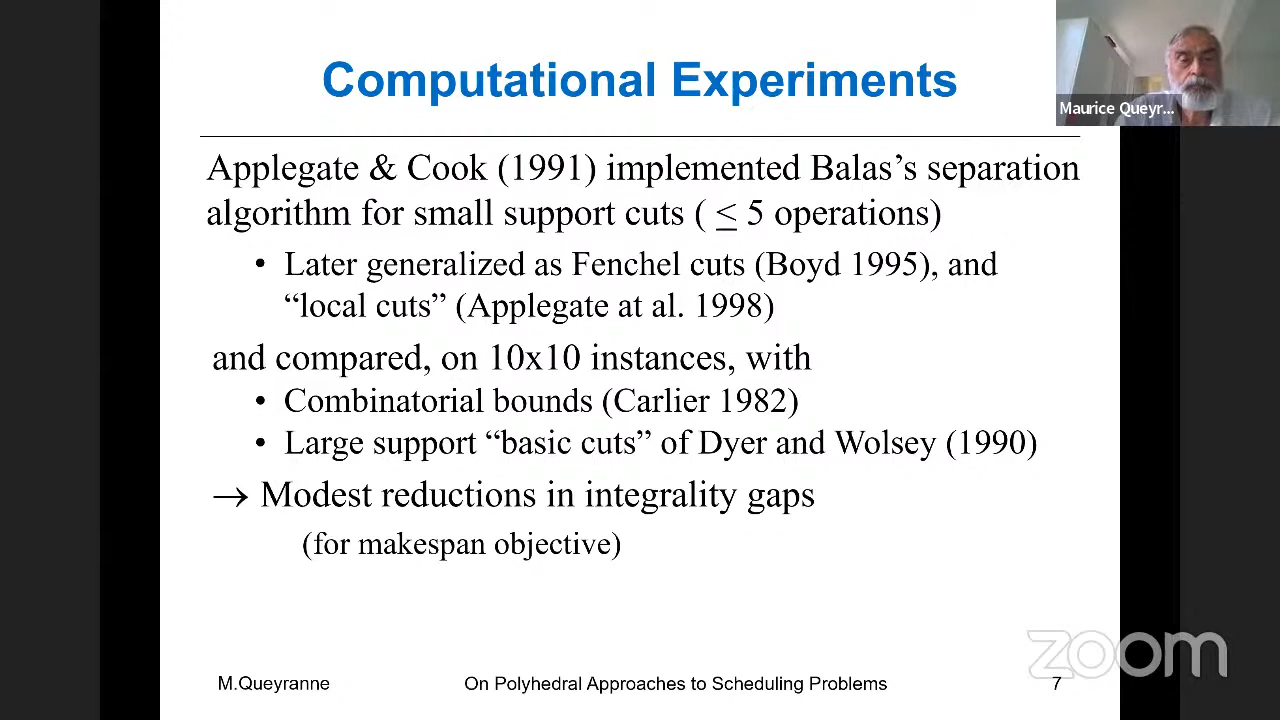 Computational Experiments
Maurice Queyr...
Applegate & Cook (1991) implemented Balas’s separation
algorithm for small support cuts ( ≤ 5 operations)
• Later generalized as Fenchel cuts (Boyd 1995), and
“local cuts” (Applegate at al. 1998)
and compared, on 10x10 instances, with
• Combinatorial bounds (Carlier 1982)
• Large support “basic cuts” of Dyer and Wolsey (1990)
→ Modest reductions in integrality gaps
(for makespan objective)
zoom
M.Queyranne On Polyhedral Approaches to Scheduling Problems 7